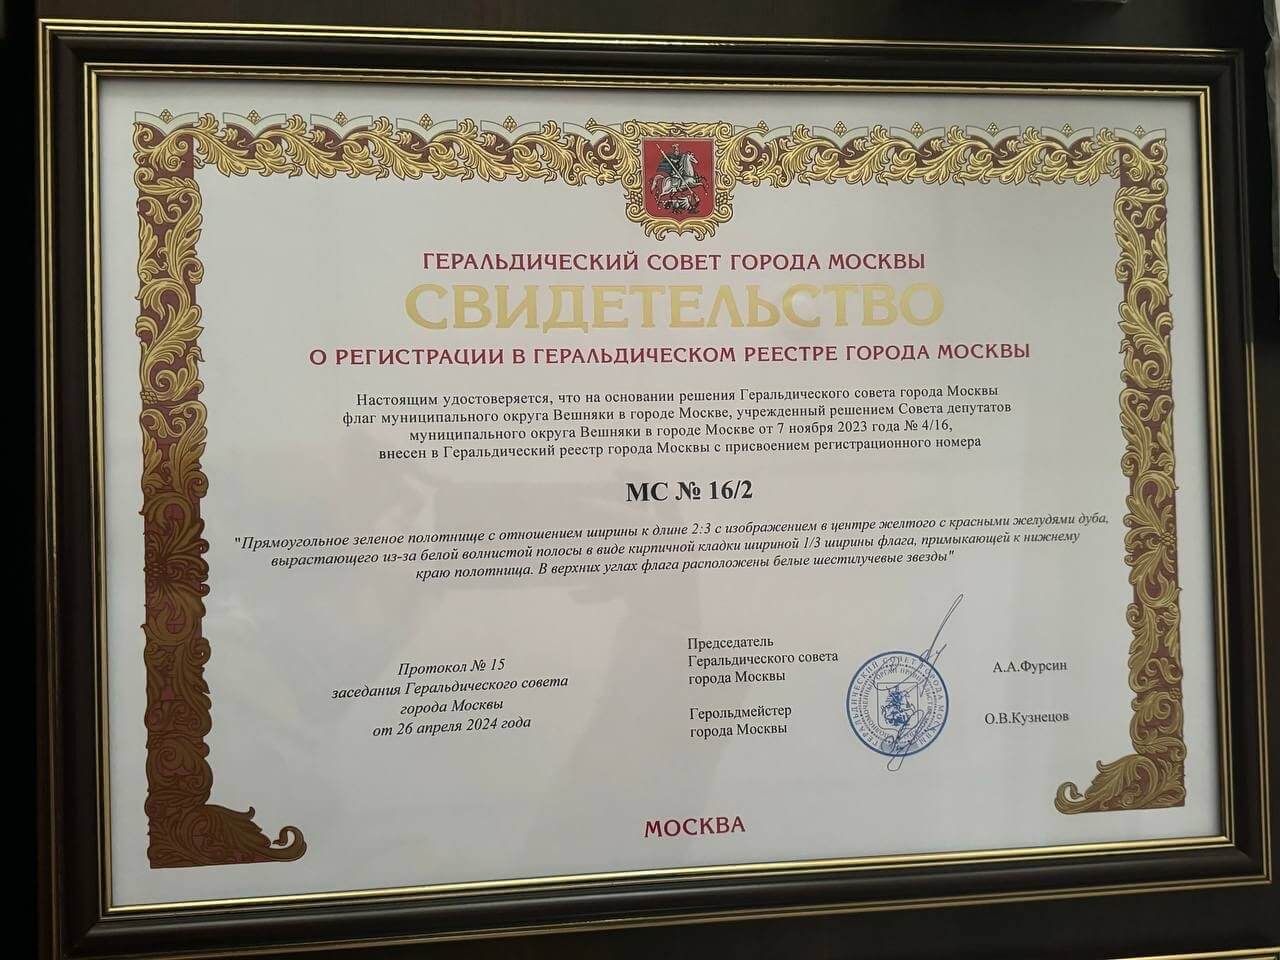 ГЕРАЛЬДИЧЕСКИЙ СОВЕТ ГОРОДА МОСКВЫ
СВИДЕТЕЛЬСТВО
О РЕГИСТРАЦИИ В ГЕРАЛЬДИЧЕСКОМ РЕЕСТРЕ ГОРОДА МОСКВЫ
Настоящим удостоверяется, что на основании решения Геральдического совета города Москвы
флаг муниципального округа Вешняки в городе Москве, учрежденный решением Совета депутатов
муниципального округа Вешняки в городе Москве от 7 ноября 2023 года № 4/16,
внесен в Геральдический реестр города Москвы с присвоением регистрационного номера
МС № 16/2
"Прямоугольное зеленое полотнище с отношением ширины к длине 2:3 с изображением в центре желтого с красными желудями дуба,
вырастающего из-за белой волнистой полосы в виде кирпичной кладки шириной 1/3 ширины флага, примыкающей к нижнему
краю полотнища. В верхних углах флага расположены белые шестилучевые звезды"
Протокол № 15
заседания Геральдического совета
города Москвы
от 26 апреля 2024 года
Председатель
Геральдического совета
города Москвы
А.А.Фурсин
Герольдмейстер
города Москвы
О.В.Кузнецов
ГЕРАЛЬДИЧЕСКИЙ СОВЕТ ГОРОДА МОСКВЫ
МОСКВА